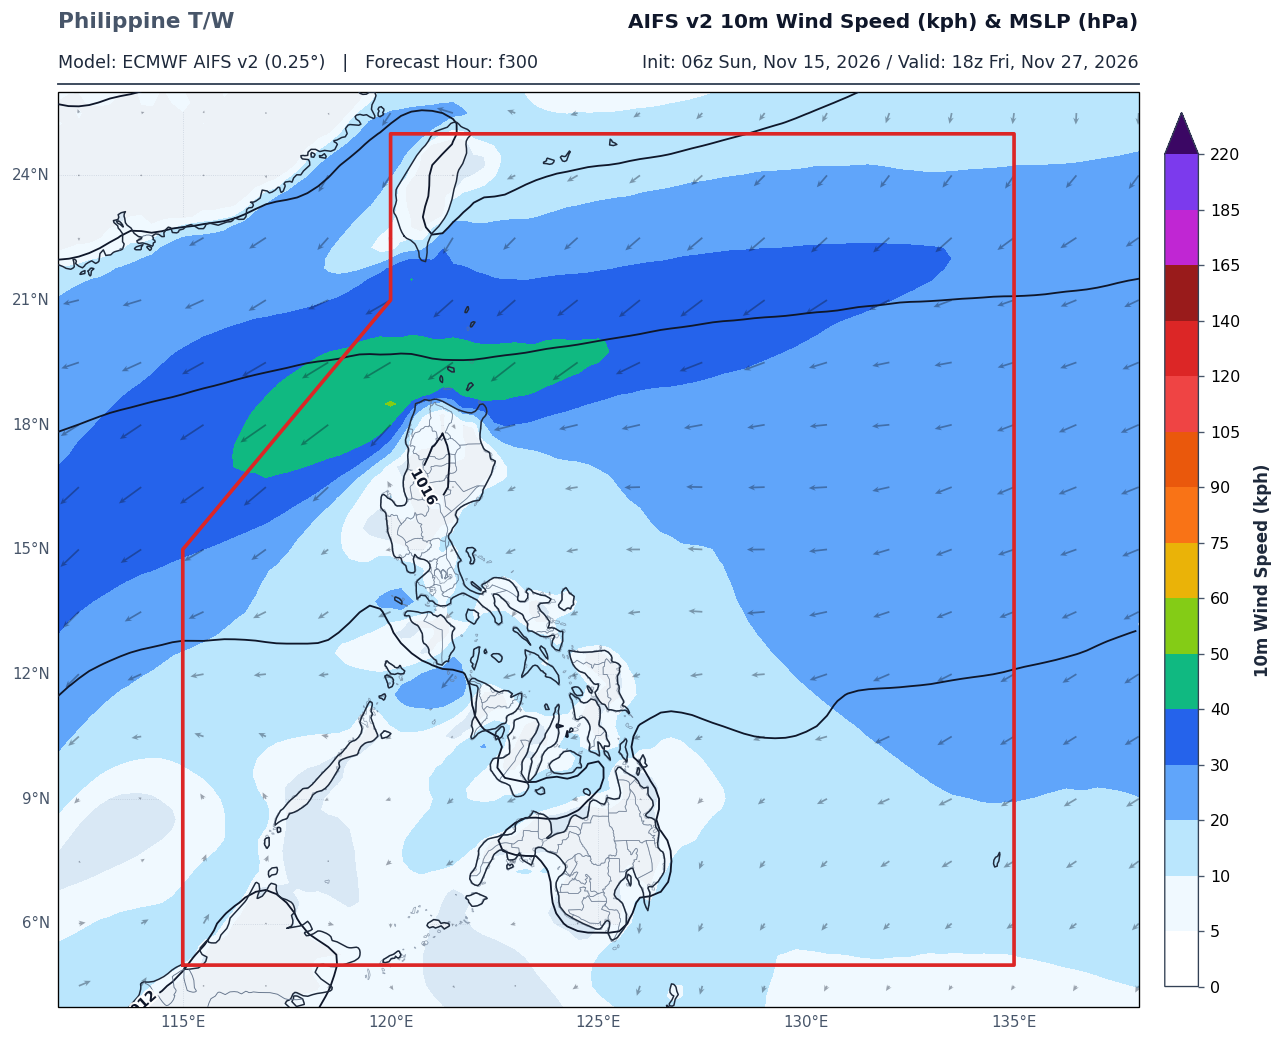 Philippine T/W
AIFS v2 10m Wind Speed (kph) & MSLP (hPa)
Model: ECMWF AIFS v2 (0.25°) | Forecast Hour: f300
Init: 06z Sun, Nov 15, 2026 / Valid: 18z Fri, Nov 27, 2026
24°N
21°N
18°N
15°N
12°N
9°N
6°N
1016
012
115°E
120°E
125°E
130°E
135°E
220
185
165
140
120
105
90
75
60
50
40
30
20
10
5
0
10m Wind Speed (kph)